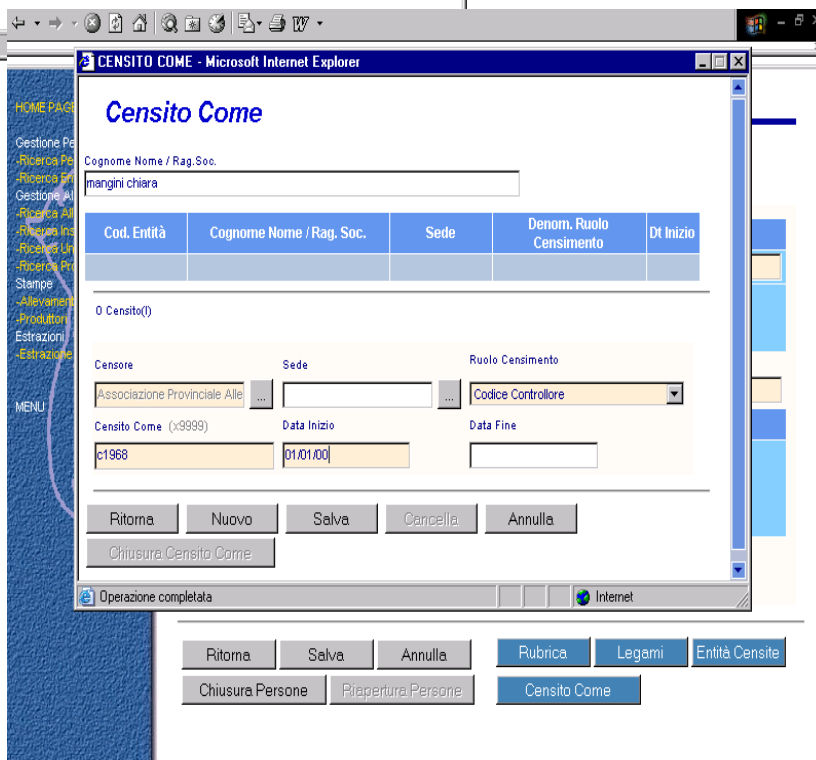 CENSITO COME - Microsoft Internet Explorer
Censito Come
HOME PAGE
Gestione Pe
-Ricerca Pe
Gestione Al
-Ricerca All
-Ricerca Ins
-Ricerca Un
-Ricerca Pro
Stampe
-Allevament
-Produttori
Estrazioni
-Estrazione
MENU
Cognome Nome / Rag.Soc.
mangini chiara
Cod. Entità Cognome Nome / Rag. Soc. Sede Denom. Ruolo Dt Inizio
Censimento
0 Censito(I)
Censore Sede Ruolo Censimento
Associazione Provinciale Alle ... ... Codice Controllore
Censito Come (x9999) Data Inizio Data Fine
c1968 01/01/00
Ritorna Nuovo Salva Cancella Annulla
Chiusura Censito Come
Operazione completata Internet
Ritorna Salva Annulla Rubrica Legami Entità Censite
Chiusura Persone Riapertura Persone Censito Come